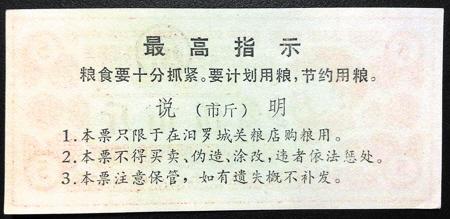 最高指示
粮食要十分抓紧。要计划用粮，节约用粮。
说（市斤）明
1.本票只限于在汨罗城关粮店购粮用。
2.本票不得买卖、伪造、涂改，违者依法惩处。
3.本票注意保管，如有遗失概不补发。